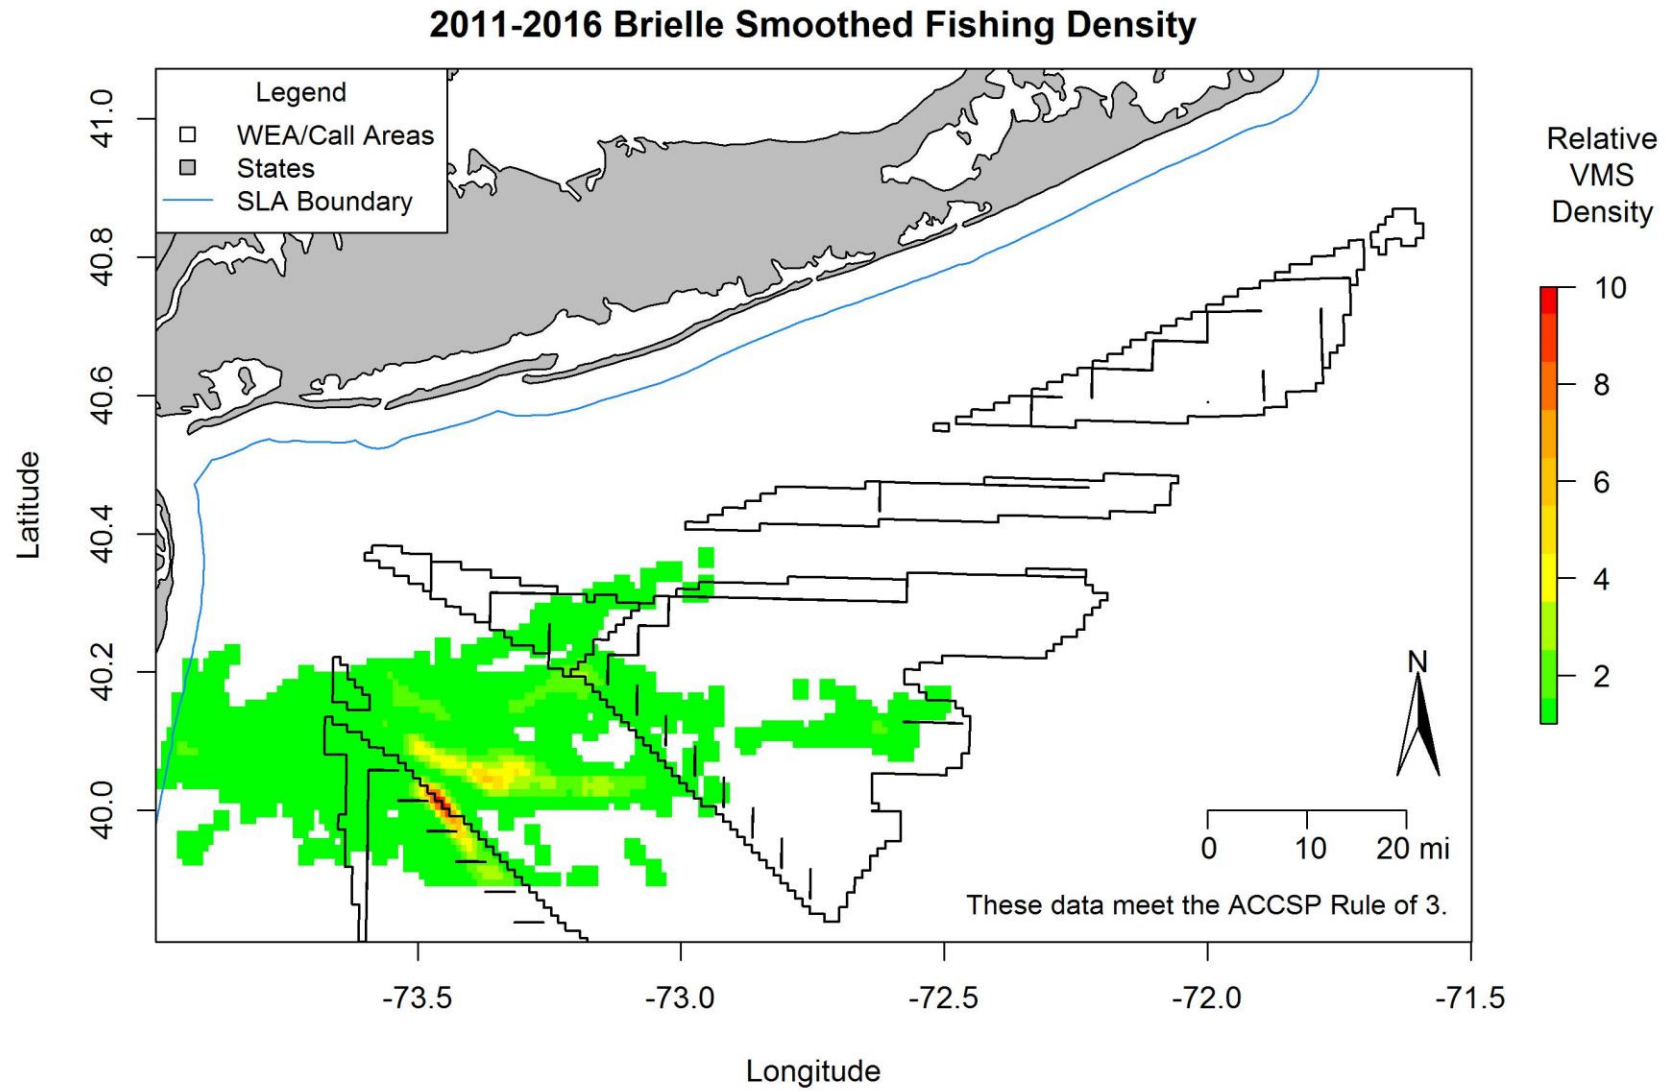 2011-2016 Brielle Smoothed Fishing Density
Legend
WEA/Call Areas
States
SLA Boundary
Relative
VMS
Density
10
8
6
4
2
Latitude
41.0
40.8
40.6
40.4
40.2
40.0
N
0 10 20 mi
These data meet the ACCSP Rule of 3.
-73.5 -73.0 -72.5 -72.0 -71.5
Longitude